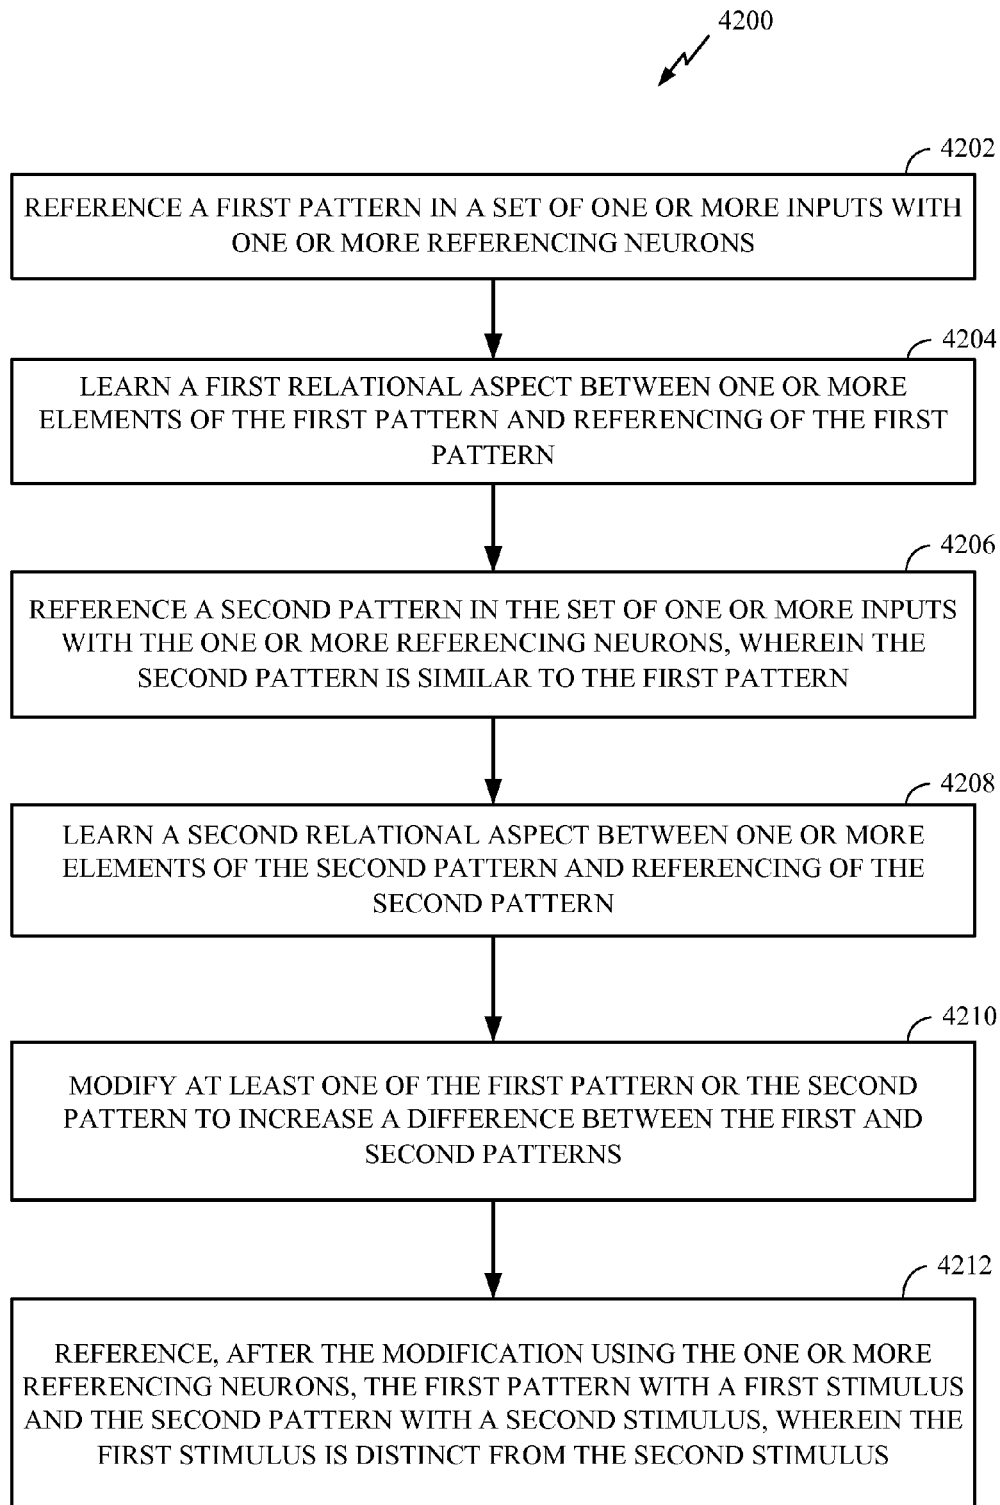 4200
4202
REFERENCE A FIRST PATTERN IN A SET OF ONE OR MORE INPUTS WITH
ONE OR MORE REFERENCING NEURONS
4204
LEARN A FIRST RELATIONAL ASPECT BETWEEN ONE OR MORE
ELEMENTS OF THE FIRST PATTERN AND REFERENCING OF THE FIRST
PATTERN
4206
REFERENCE A SECOND PATTERN IN THE SET OF ONE OR MORE INPUTS
WITH THE ONE OR MORE REFERENCING NEURONS, WHEREIN THE
SECOND PATTERN IS SIMILAR TO THE FIRST PATTERN
4208
LEARN A SECOND RELATIONAL ASPECT BETWEEN ONE OR MORE
ELEMENTS OF THE SECOND PATTERN AND REFERENCING OF THE
SECOND PATTERN
4210
MODIFY AT LEAST ONE OF THE FIRST PATTERN OR THE SECOND
PATTERN TO INCREASE A DIFFERENCE BETWEEN THE FIRST AND
SECOND PATTERNS
4212
REFERENCE, AFTER THE MODIFICATION USING THE ONE OR MORE
REFERENCING NEURONS, THE FIRST PATTERN WITH A FIRST STIMULUS
AND THE SECOND PATTERN WITH A SECOND STIMULUS, WHEREIN THE
FIRST STIMULUS IS DISTINCT FROM THE SECOND STIMULUS